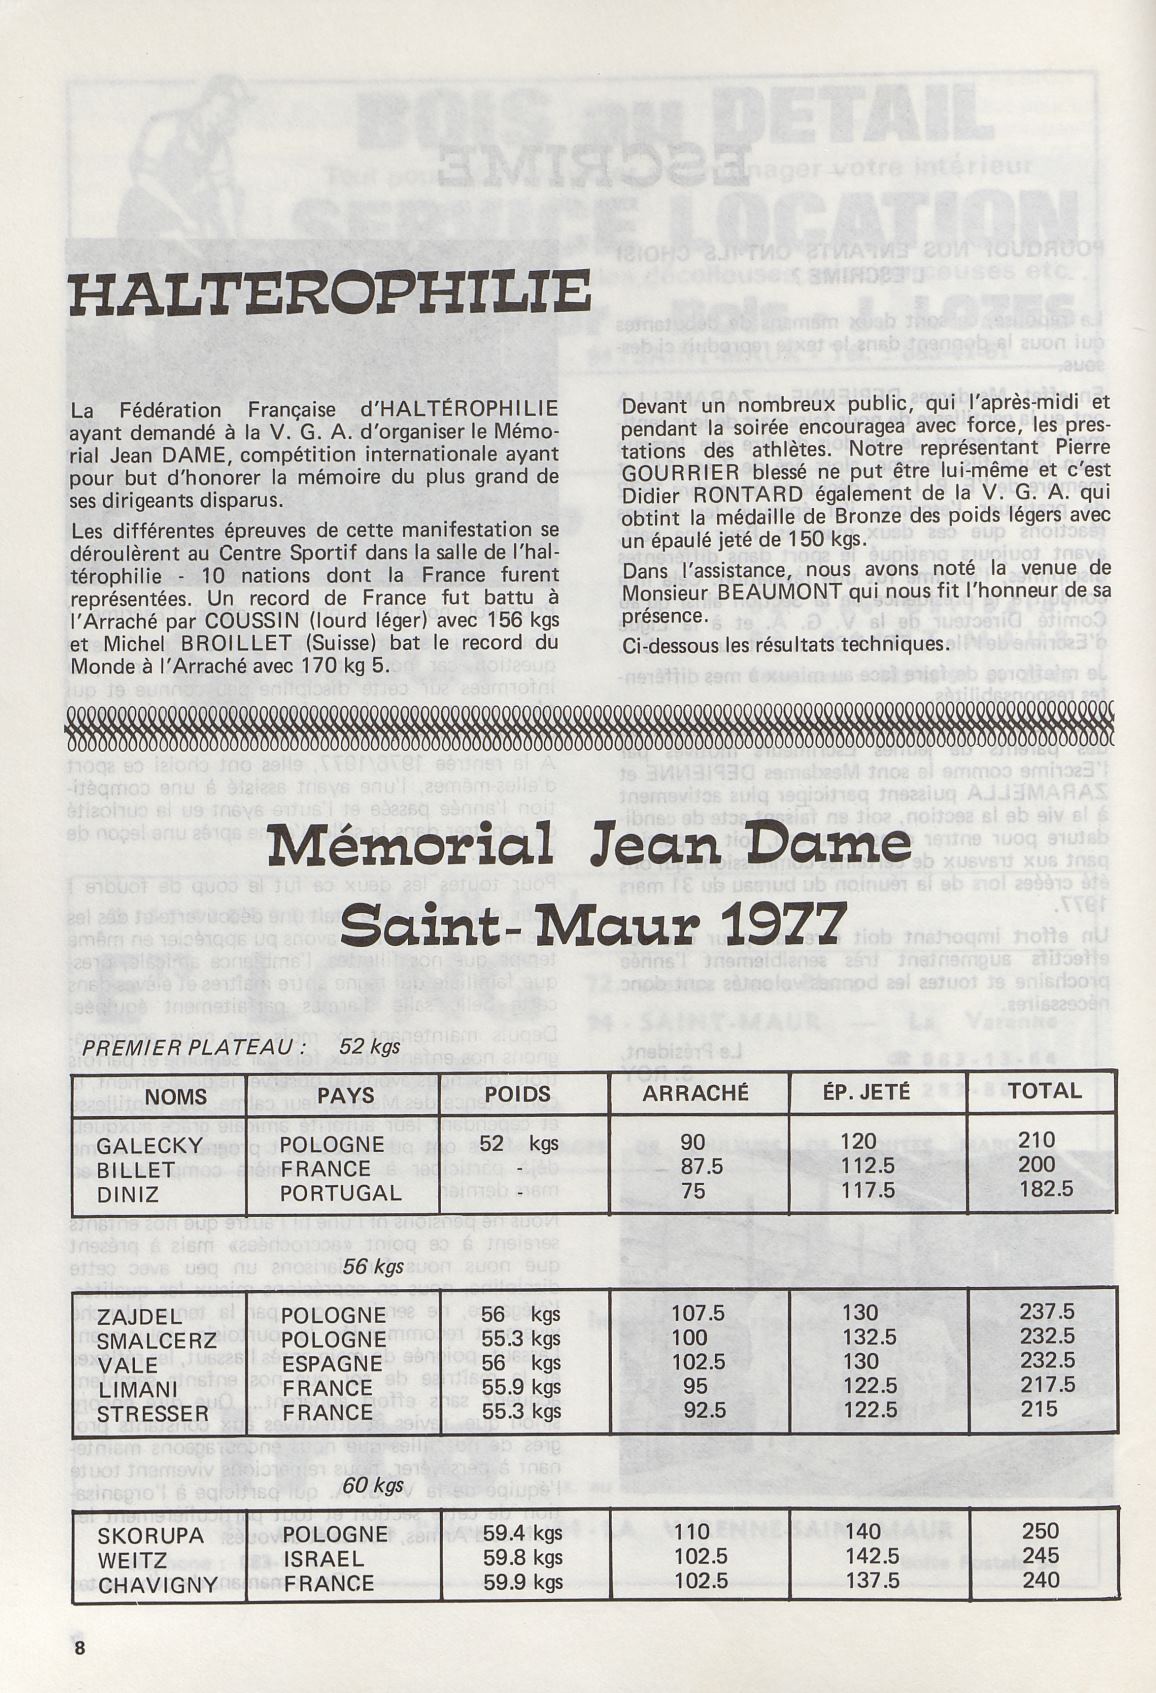 HALTEROPHILIE
La Fédération Française d'HALTÉROPHILIE
ayant demandé à la V. G. A. d'organiser le Mémo-
rial Jean DAME, compétition internationale ayant
pour but d'honorer la mémoire du plus grand de
ses dirigeants disparus.
Les différentes épreuves de cette manifestation se
déroulèrent au Centre Sportif dans la salle de l'hal-
térophilie - 10 nations dont la France furent
représentées. Un record de France fut battu à
l'Arraché par COUSSIN (lourd léger) avec 156 kgs
et Michel BROILLET (Suisse) bat le record du
Monde à l'Arraché avec 170 kg 5.
Devant un nombreux public, qui l'après-midi et
pendant la soirée encouragea avec force, les pres-
tations des athlètes. Notre représentant Pierre
GOURRIER blessé ne put être lui-même et c'est
Didier RONTARD également de la V. G. A. qui
obtint la médaille de Bronze des poids légers avec
un épaulé jeté de 150 kgs.
Dans l'assistance, nous avons noté la venue de
Monsieur BEAUMONT qui nous fit l'honneur de sa
présence.
Ci-dessous les résultats techniques.
Mémorial Jean Dame
Saint-Maur 1977
PREMIER PLATEAU : 52 kgs
NOMS PAYS POIDS ARRACHÉ ÉP. JETÉ TOTAL
GALECKY POLOGNE 52 kgs 90 120 210
BILLET FRANCE - 87.5 112.5 200
DINIZ PORTUGAL - 75 117.5 182.5
56 kgs
ZAJDEL POLOGNE 56 kgs 107.5 130 237.5
SMALCERZ POLOGNE 55.3 kgs 100 132.5 232.5
VALE ESPAGNE 56 kgs 102.5 130 232.5
LIMANI FRANCE 55.9 kgs 95 122.5 217.5
STRESSER FRANCE 55.3 kgs 92.5 122.5 215
60 kgs
SKORUPA POLOGNE 59.4 kgs 110 140 250
WEITZ ISRAEL 59.8 kgs 102.5 142.5 245
CHAVIGNY FRANCE 59.9 kgs 102.5 137.5 240
8